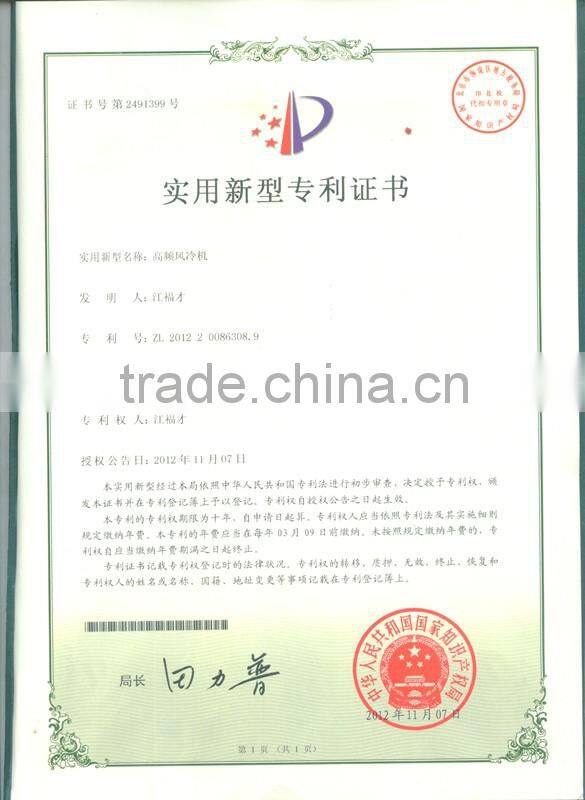 证书号第2491399号
印花税
代扣专用章
实用新型专利证书
实用新型名称：高频风冷机
发明人：江福才
专利号：ZL 2012 2 0086308.9
trade.china.cn
专利权人：江福才
授权公告日：2012年11月07日
本实用新型经过本局依照中华人民共和国专利法进行初步审查，决定授予专利权，颁
发本证书并在专利登记簿上予以登记。专利权自授权公告之日起生效。
本专利的专利权期限为十年，自申请日起算。专利权人应当依照专利法及其实施细则
规定缴纳年费。本专利的年费应当在每年03月09日前缴纳。未按照规定缴纳年费的，专
利权自应当缴纳年费期满之日起终止。
专利证书记载专利权登记时的法律状况。专利权的转移、质押、无效、终止、恢复和
专利权人的姓名或名称、国籍、地址变更等事项记载在专利登记簿上。
局长
田力普
中华人民共和国国家知识产权局
2012年11月07日
第1页（共1页）